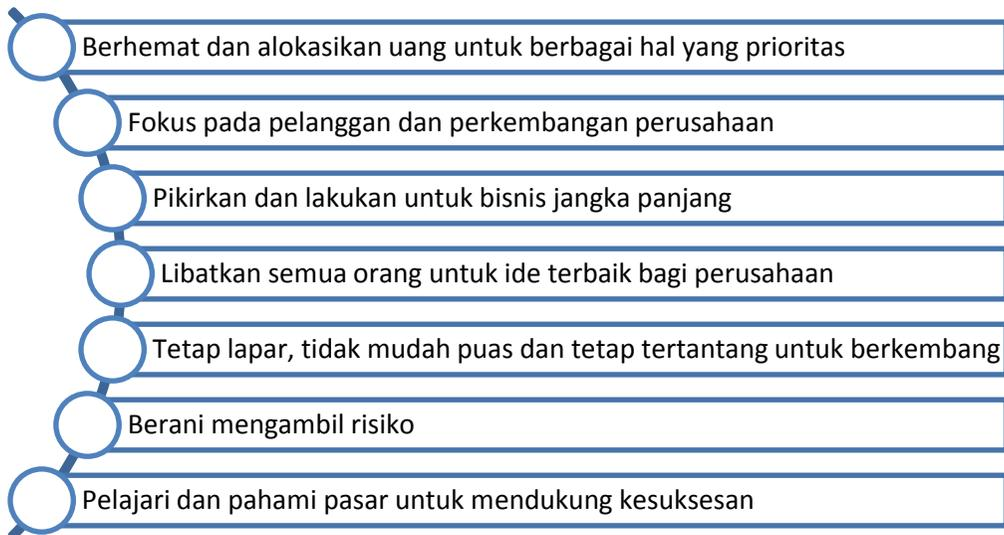 Berhemat dan alokasikan uang untuk berbagai hal yang prioritas
Fokus pada pelanggan dan perkembangan perusahaan
Pikirkan dan lakukan untuk bisnis jangka panjang
Libatkan semua orang untuk ide terbaik bagi perusahaan
Tetap lapar, tidak mudah puas dan tetap tertantang untuk berkembang
Berani mengambil risiko
Pelajari dan pahami pasar untuk mendukung kesuksesan